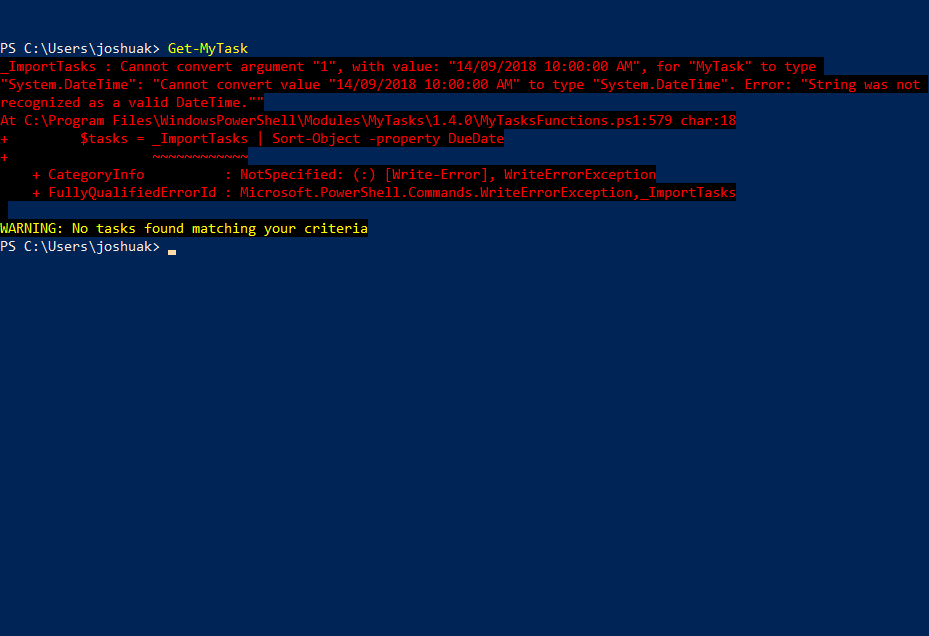 PS C:\Users\joshuak> Get-MyTask
_ImportTasks : Cannot convert argument "1", with value: "14/09/2018 10:00:00 AM", for "MyTask" to type
"System.DateTime": "Cannot convert value "14/09/2018 10:00:00 AM" to type "System.DateTime". Error: "String was not
recognized as a valid DateTime.""
At C:\Program Files\WindowsPowerShell\Modules\MyTasks\1.4.0\MyTasksFunctions.ps1:579 char:18
+         $tasks = _ImportTasks | Sort-Object -property DueDate
+                  ~~~~~~~~~~~~
    + CategoryInfo          : NotSpecified: (:) [Write-Error], WriteErrorException
    + FullyQualifiedErrorId : Microsoft.PowerShell.Commands.WriteErrorException,_ImportTasks
WARNING: No tasks found matching your criteria
PS C:\Users\joshuak>